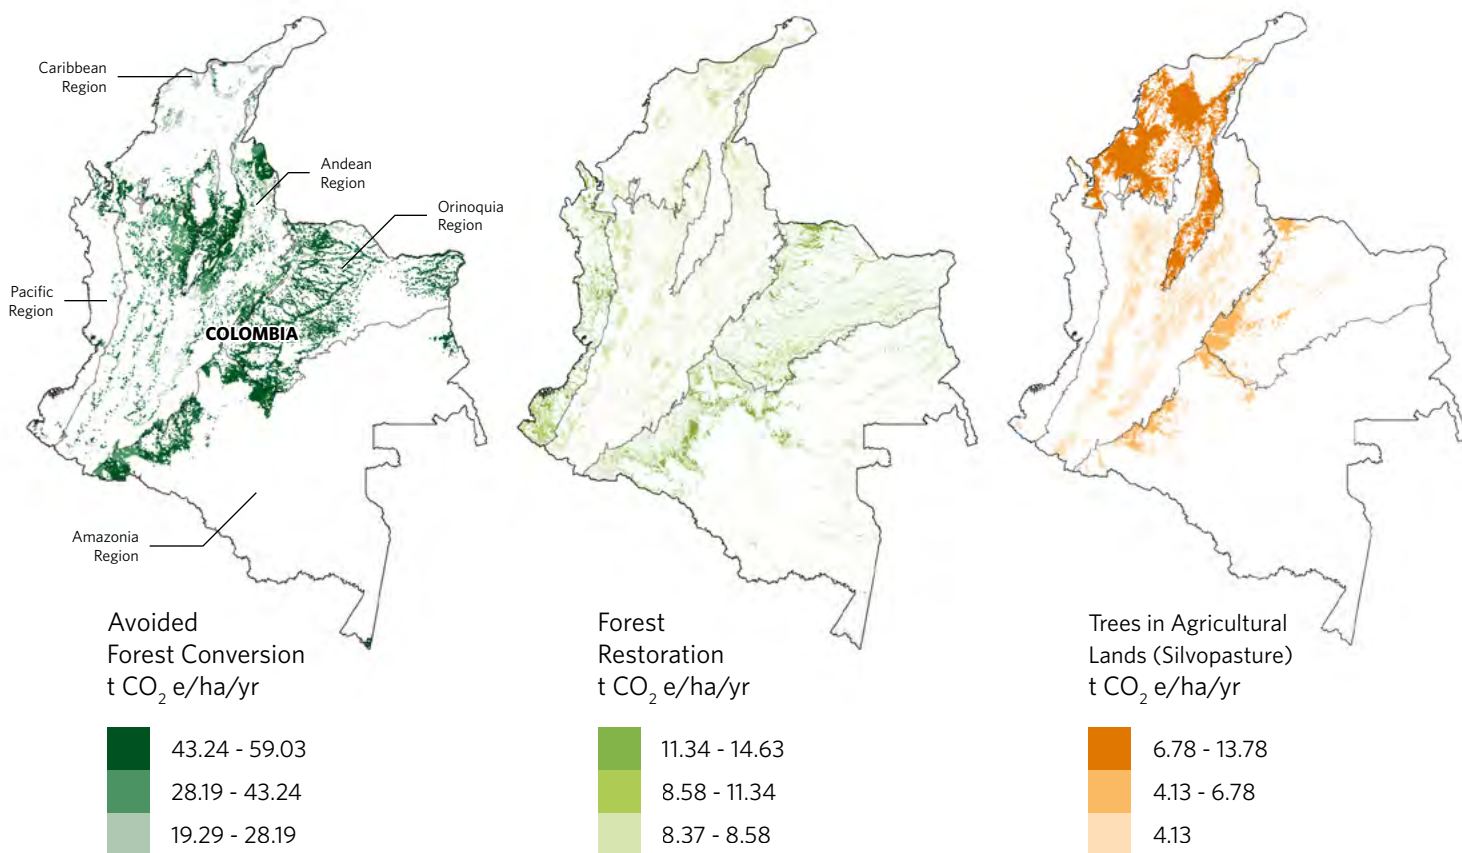 Caribbean
Region
Andean
Region
Orinoquia
Region
Pacific
Region
COLOMBIA
Amazonia
Region
Avoided
Forest Conversion
t CO₂ e/ha/yr
43.24 - 59.03
28.19 - 43.24
19.29 - 28.19
Forest
Restoration
t CO₂ e/ha/yr
11.34 - 14.63
8.58 - 11.34
8.37 - 8.58
Trees in Agricultural
Lands (Silvopasture)
t CO₂ e/ha/yr
6.78 - 13.78
4.13 - 6.78
4.13